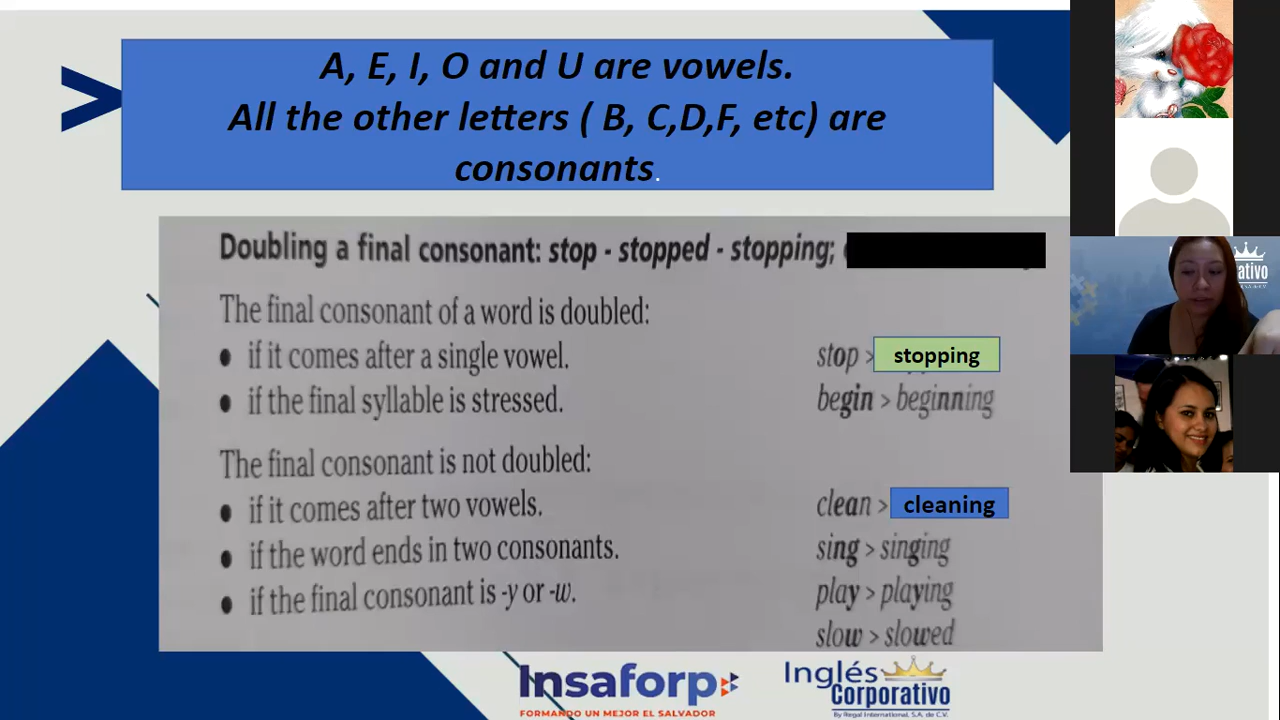 A, E, I, O and U are vowels.
All the other letters ( B, C,D,F, etc) are
consonants.
Doubling a final consonant: stop - stopped - stopping;
The final consonant of a word is doubled:
• if it comes after a single vowel. stop > stopping
• if the final syllable is stressed. begin > beginning
The final consonant is not doubled:
• if it comes after two vowels. clean > cleaning
• if the word ends in two consonants. sing > singing
• if the final consonant is -y or -w. play > playing
slow > slowed
Insaforp
FORMANDO UN MEJOR EL SALVADOR
Inglés
Corporativo
By Regal International, S.A. de C.V.